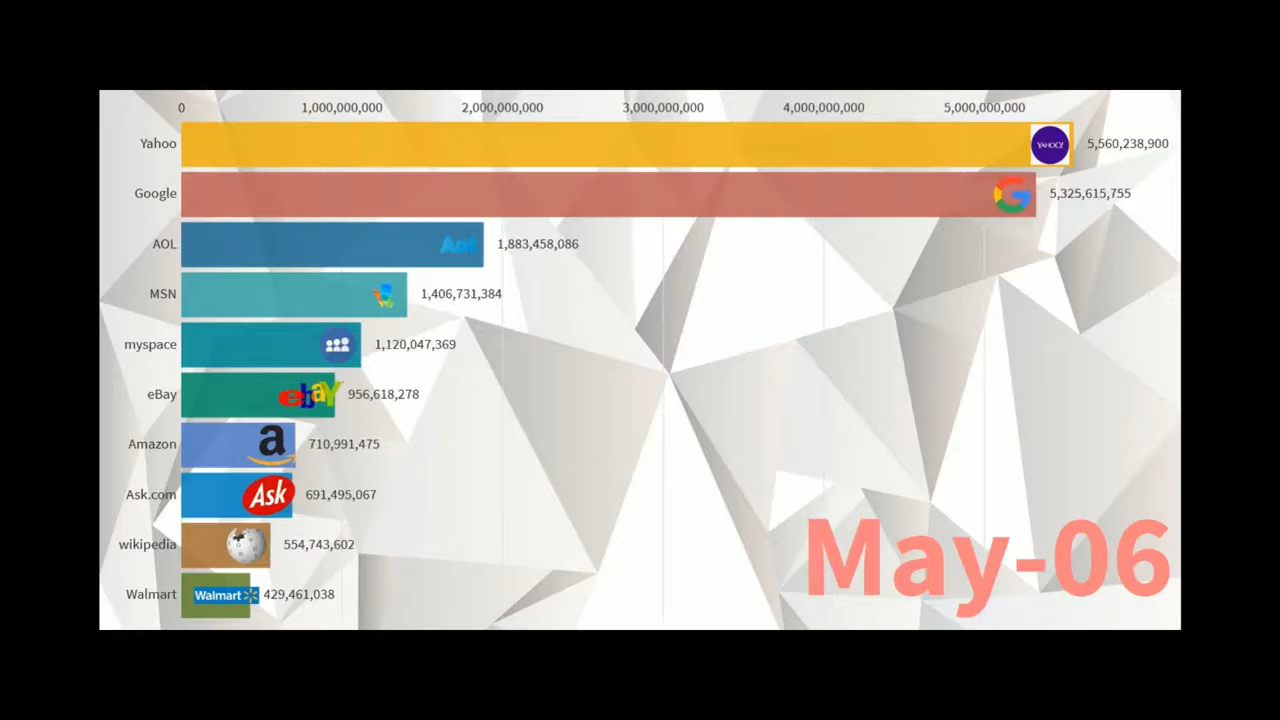 0 1,000,000,000 2,000,000,000 3,000,000,000 4,000,000,000 5,000,000,000
Yahoo YAHOO! 5,560,238,900
Google G 5,325,615,755
AOL Aol. 1,883,458,086
MSN 1,406,731,384
myspace 1,120,047,369
eBay ebaY 956,618,278
Amazon a 710,991,475
Ask.com Ask 691,495,067
wikipedia 554,743,602
Walmart Walmart 429,461,038
May-06